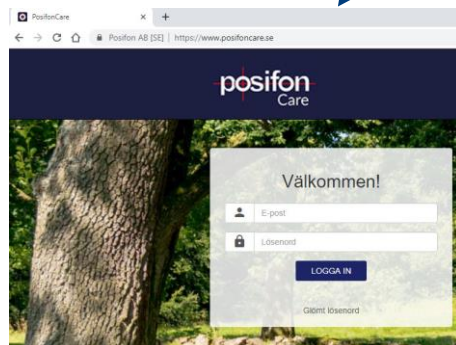 PosifonCare
Posifon AB [SE] | https://www.posifoncare.se
posifon
Care
Välkommen!
E-post
Lösenord
LOGGA IN
Glömt lösenord